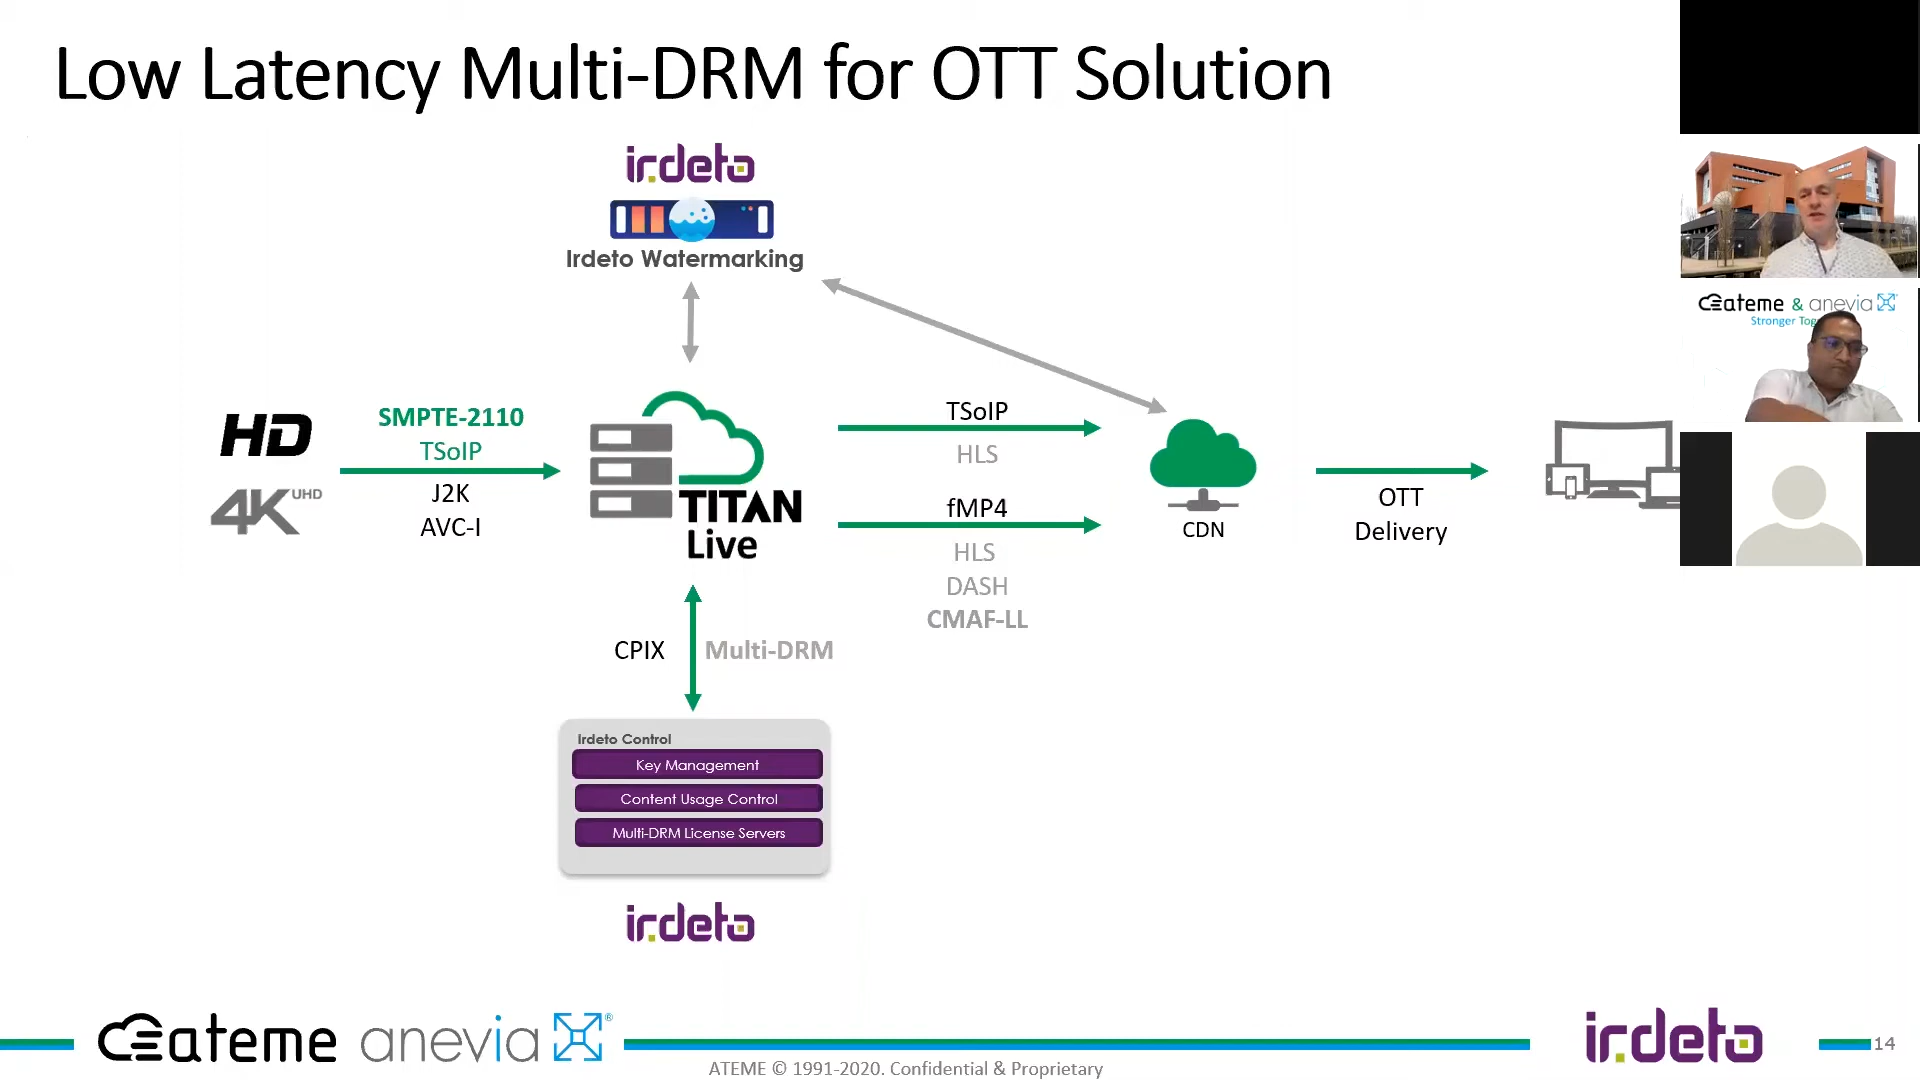 Low Latency Multi-DRM for OTT Solution
irdeto
Irdeto Watermarking
ateme & anevia
Stronger Tog
HD
4K UHD
SMPTE-2110
TSoIP
J2K
AVC-I
TITAN
Live
TSoIP
HLS
fMP4
HLS
DASH
CMAF-LL
CDN
OTT
Delivery
CPIX
Multi-DRM
Irdeto Control
Key Management
Content Usage Control
Multi-DRM License Servers
irdeto
ateme anevia ®
ATEME © 1991-2020. Confidential & Proprietary
irdeto
14